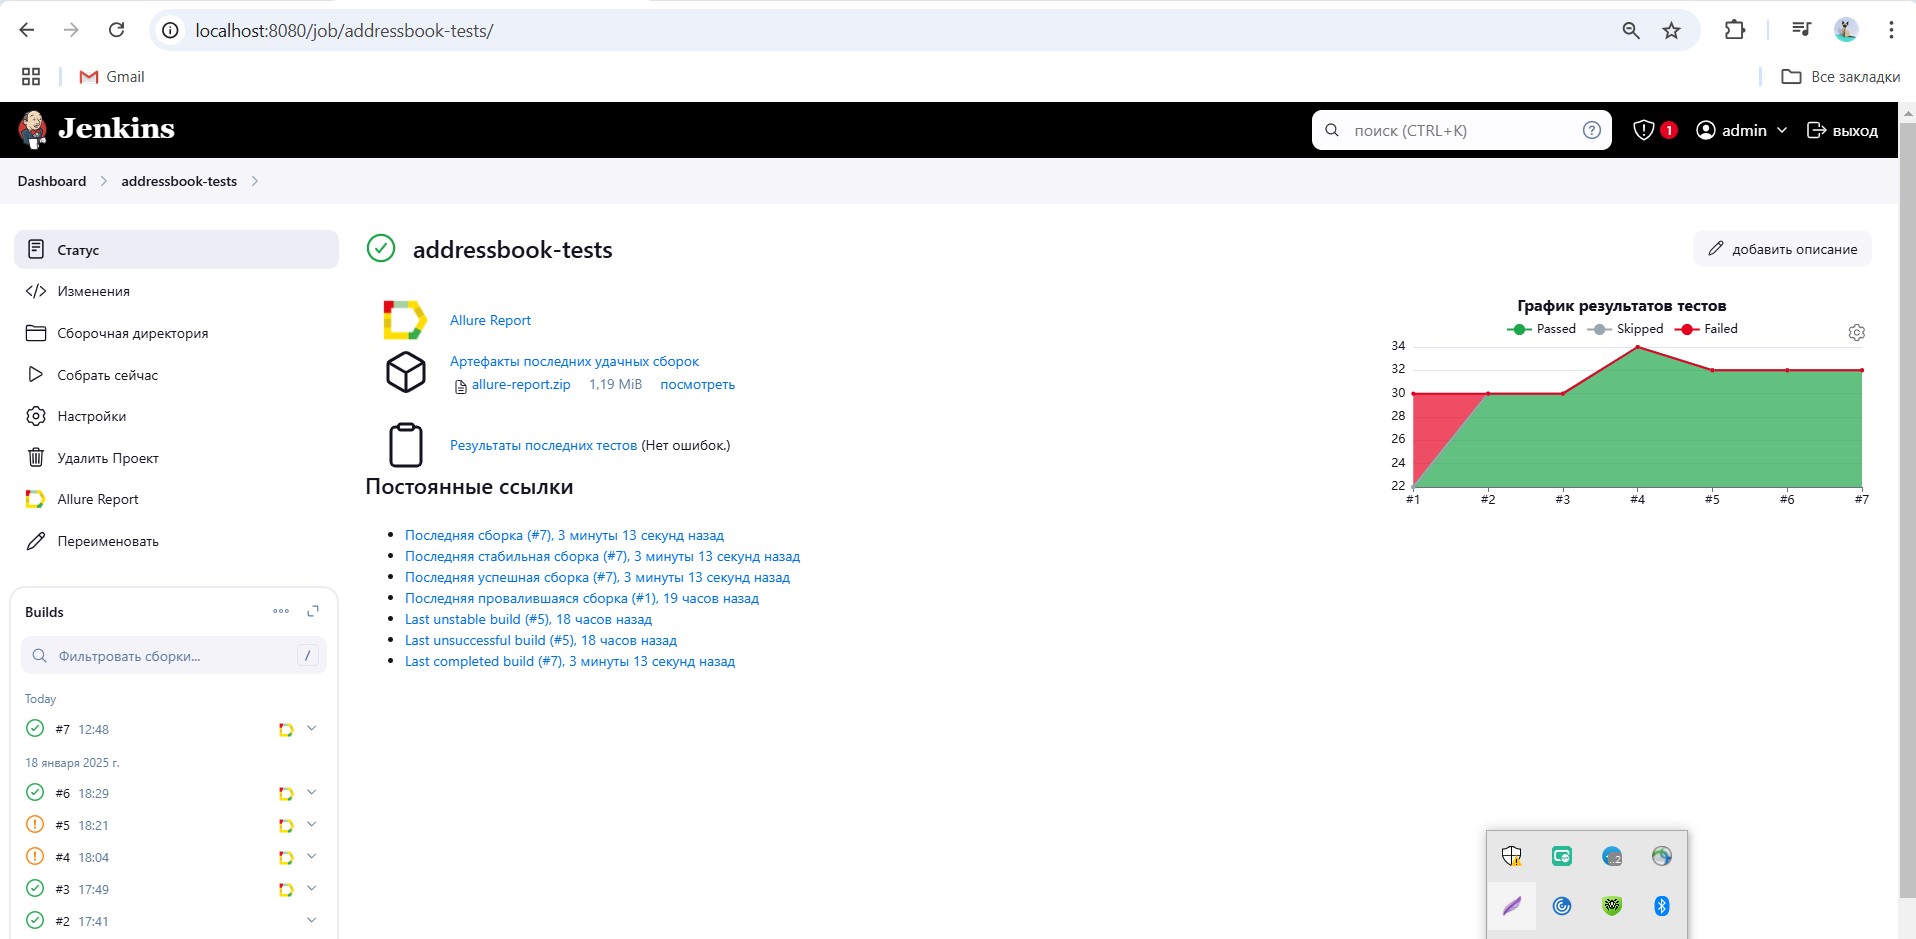 localhost:8080/job/addressbook-tests/
Gmail
Все закладки
Jenkins
поиск (CTRL+K)
?
1
admin
выход
Dashboard
addressbook-tests
Статус
Изменения
Сборочная директория
Собрать сейчас
Настройки
Удалить Проект
Allure Report
Переименовать
addressbook-tests
добавить описание
Allure Report
Артефакты последних удачных сборок
allure-report.zip 1,19 MiB посмотреть
Результаты последних тестов (Нет ошибок.)
График результатов тестов
Passed Skipped Failed
34
32
30
28
26
24
22
#1 #2 #3 #4 #5 #6 #7
Постоянные ссылки
Последняя сборка (#7), 3 минуты 13 секунд назад
Последняя стабильная сборка (#7), 3 минуты 13 секунд назад
Последняя успешная сборка (#7), 3 минуты 13 секунд назад
Последняя провалившаяся сборка (#1), 19 часов назад
Last unstable build (#5), 18 часов назад
Last unsuccessful build (#5), 18 часов назад
Last completed build (#7), 3 минуты 13 секунд назад
Builds
Фильтровать сборки... /
Today
#7 12:48
18 января 2025 г.
#6 18:29
#5 18:21
#4 18:04
#3 17:49
#2 17:41